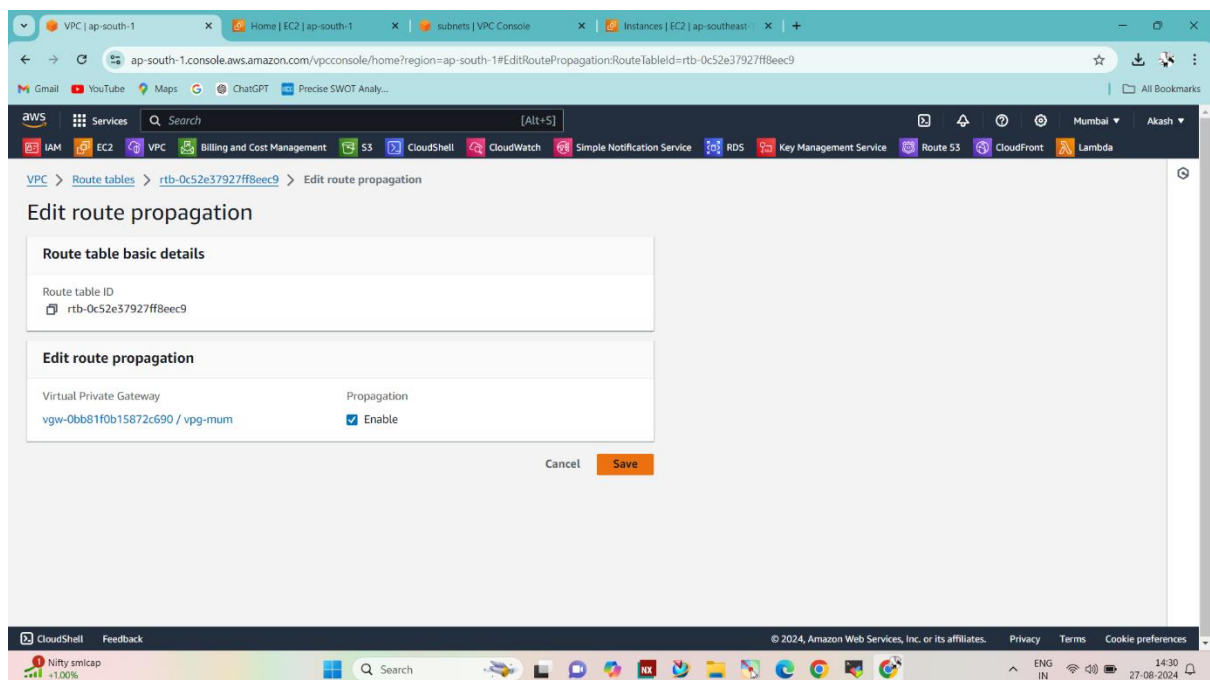 VPC | ap-south-1
Home | EC2 | ap-south-1
subnets | VPC Console
Instances | EC2 | ap-southeast-
ap-south-1.console.aws.amazon.com/vpcconsole/home?region=ap-south-1#EditRoutePropagation:RouteTableId=rtb-0c52e37927ff8eec9
Gmail YouTube Maps ChatGPT Precise SWOT Analy... All Bookmarks
aws Services Search [Alt+S] Mumbai Akash
IAM EC2 VPC Billing and Cost Management S3 CloudShell CloudWatch Simple Notification Service RDS Key Management Service Route 53 CloudFront Lambda
VPC > Route tables > rtb-0c52e37927ff8eec9 > Edit route propagation
Edit route propagation
Route table basic details
Route table ID
rtb-0c52e37927ff8eec9
Edit route propagation
Virtual Private Gateway Propagation
vgw-0bb81f0b15872c690 / vpg-mum Enable
Cancel Save
CloudShell Feedback © 2024, Amazon Web Services, Inc. or its affiliates. Privacy Terms Cookie preferences
1 Nifty smlcap
+1.00%
Search
NX
ENG
IN
14:30
27-08-2024